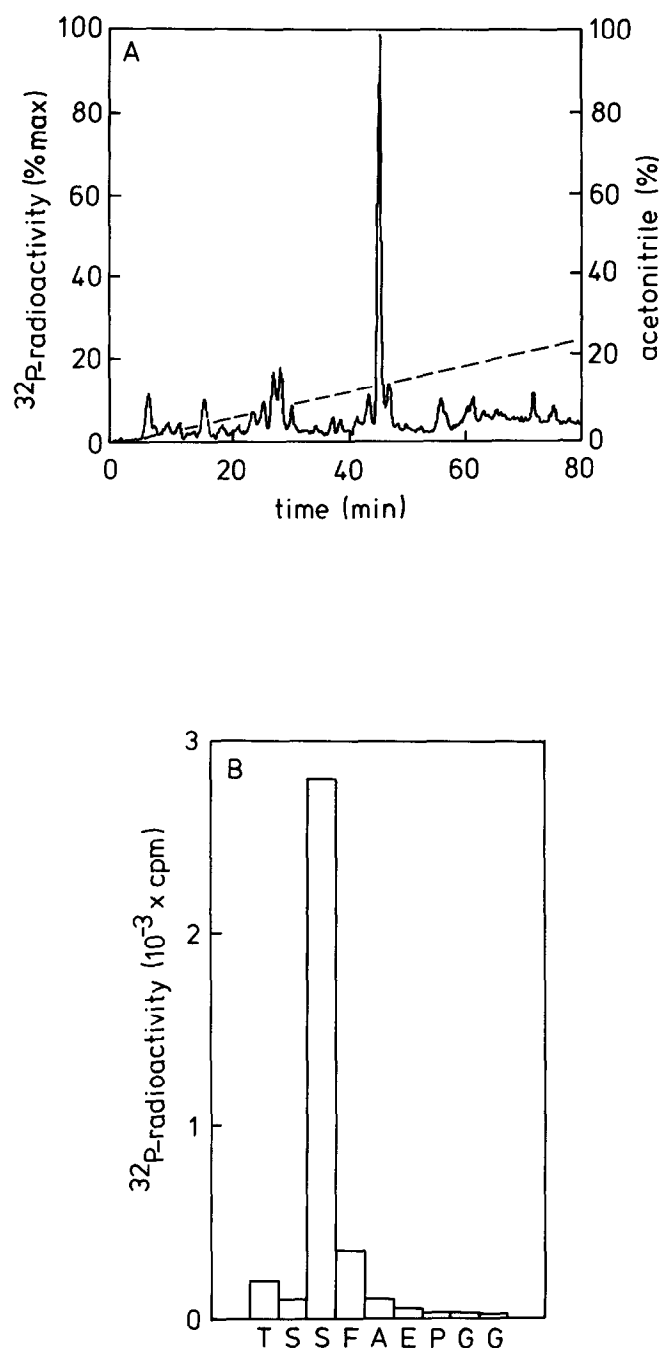 A
³²P-radioactivity (% max)
100
80
60
40
20
0
acetonitrile (%)
100
80
60
40
20
0
0 20 40 60 80
time (min)
B
³²P-radioactivity (10⁻³ x cpm)
3
2
1
0
T S S F A E P G G